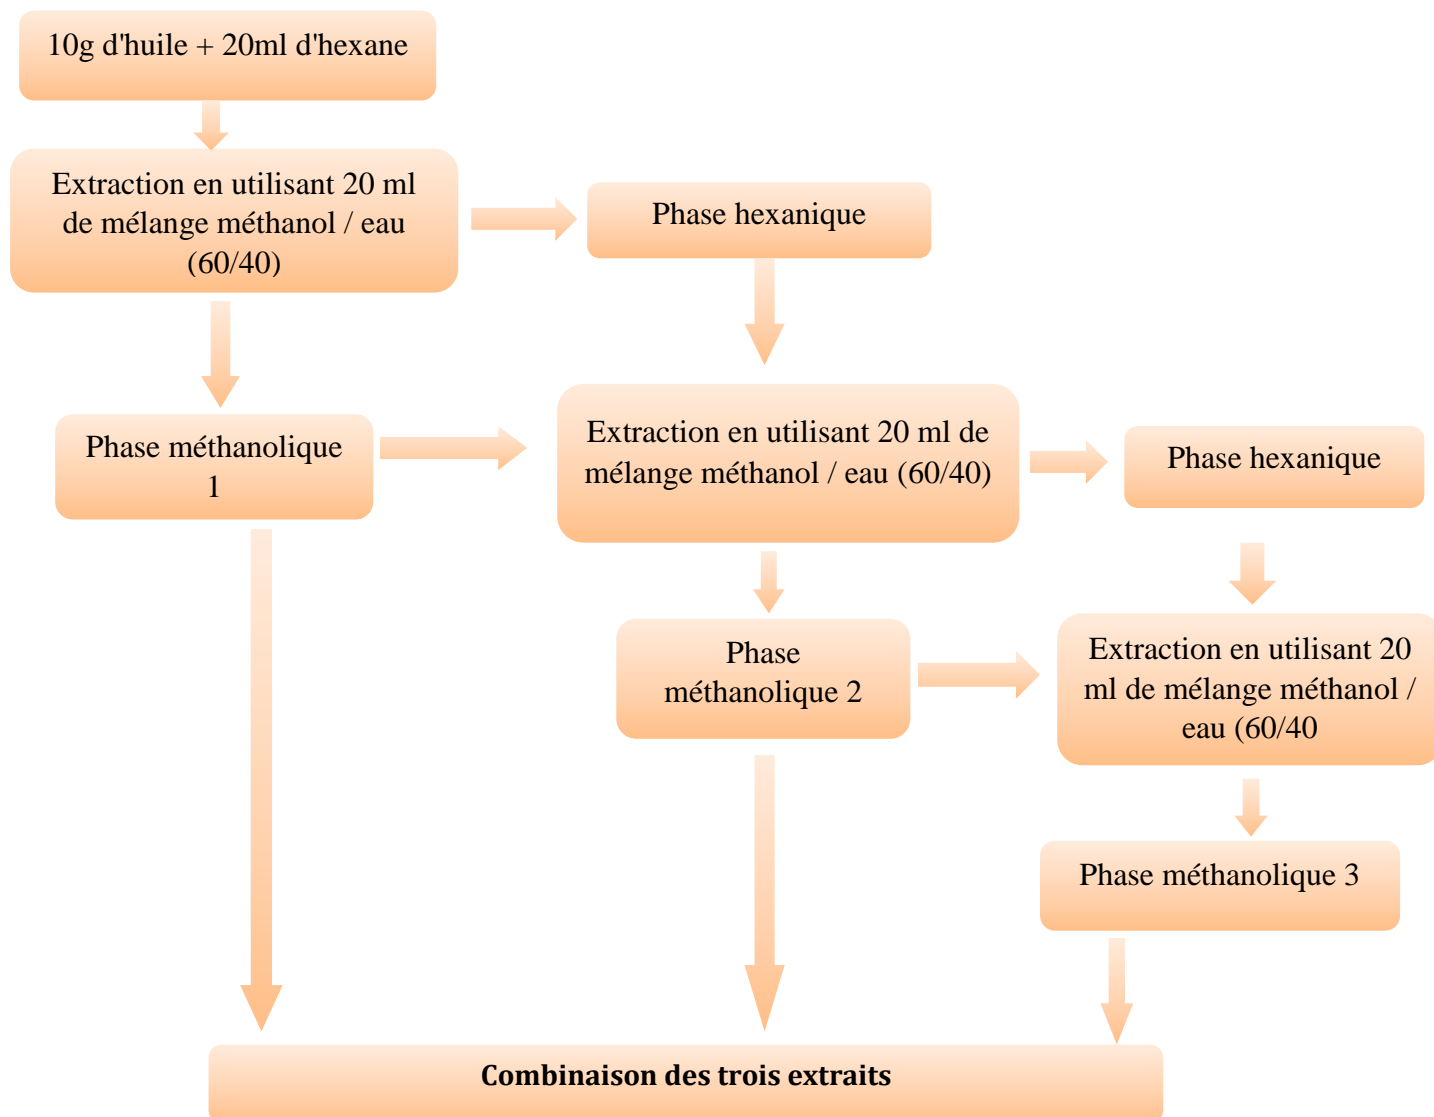 10g d'huile + 20ml d'hexane
Extraction en utilisant 20 ml
de mélange méthanol / eau
(60/40)
Phase hexanique
Phase méthanolique
1
Extraction en utilisant 20 ml de
mélange méthanol / eau (60/40)
Phase hexanique
Phase
méthanolique 2
Extraction en utilisant 20
ml de mélange méthanol /
eau (60/40
Phase méthanolique 3
Combinaison des trois extraits